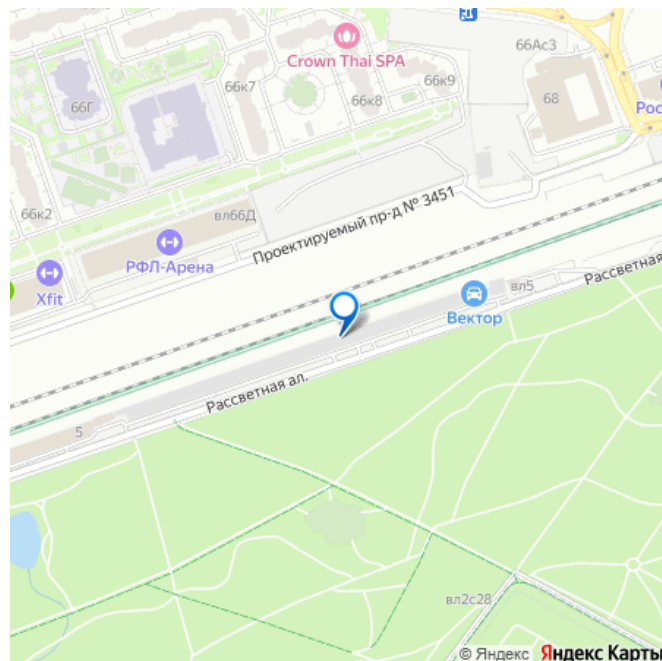 66Ас3
Crown Thai SPA
66к7
66к9
66Г
66к8
68
Рос
66к2
вл66Д
Проектируемый пр-д № 3451
РФЛ-Арена
Xfit
Рассветная
вл5
Вектор
Рассветная ал.
5
вл2с28
© Яндекс Яндекс Карты